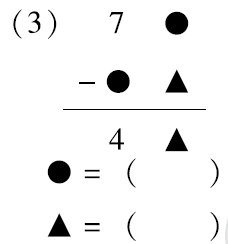 (3) 7 ●
− ● ▲
4 ▲
● = ( )
▲ = ( )